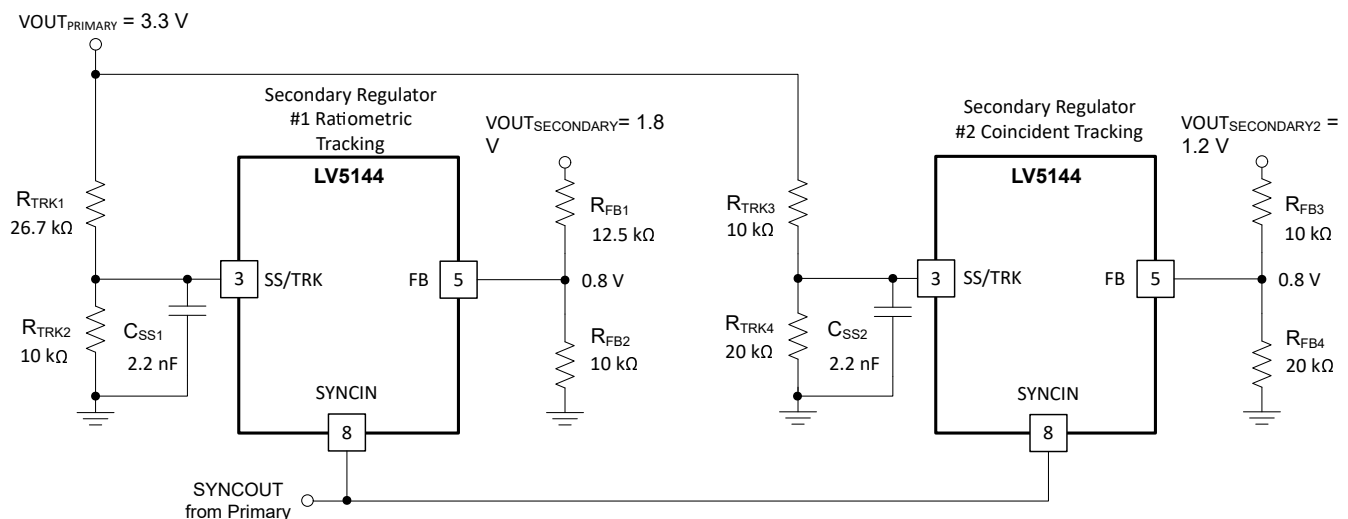 VOUTPRIMARY = 3.3 V
Secondary Regulator
#1 Ratiometric
Tracking
VOUTSECONDARY= 1.8
V
LV5144
RTRK1
26.7 kΩ
RFB1
12.5 kΩ
3
SS/TRK
FB
5
0.8 V
RTRK2
10 kΩ
CSS1
2.2 nF
RFB2
10 kΩ
SYNCIN
8
SYNCOUT
from Primary
Secondary Regulator
#2 Coincident Tracking
VOUTSECONDARY2 =
1.2 V
LV5144
RTRK3
10 kΩ
RFB3
10 kΩ
3
SS/TRK
FB
5
0.8 V
RTRK4
20 kΩ
CSS2
2.2 nF
RFB4
20 kΩ
SYNCIN
8